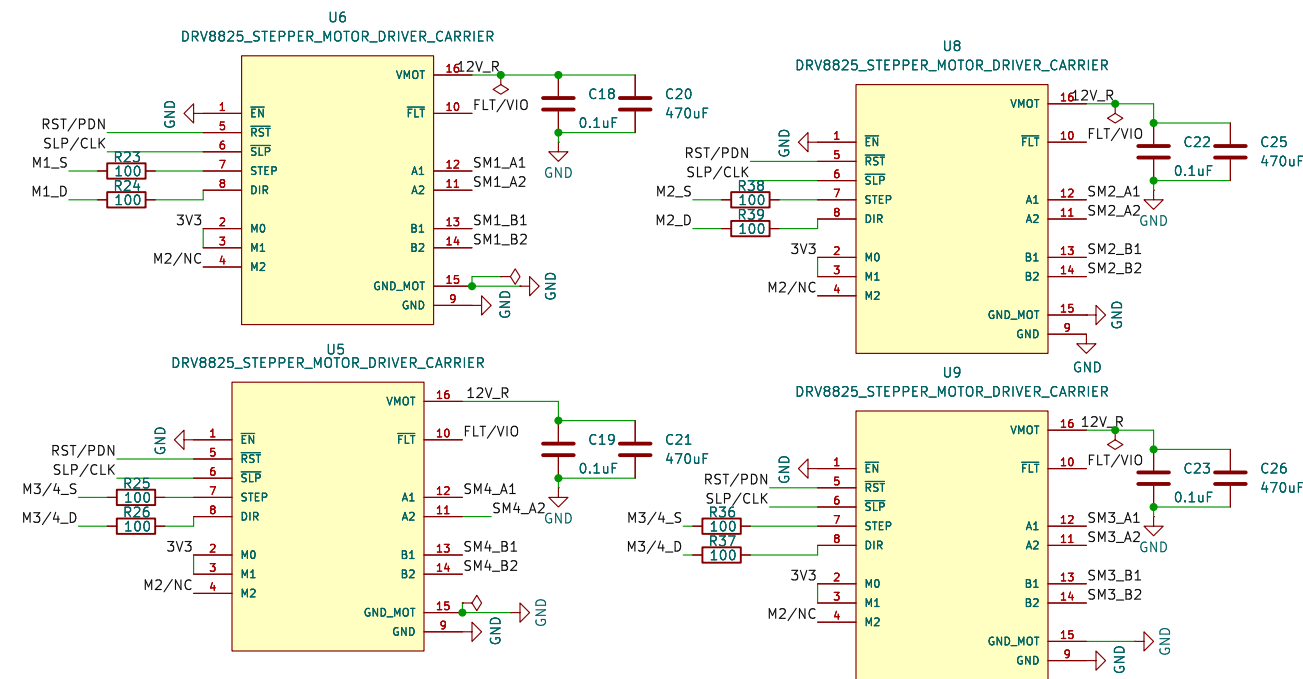 U6
DRV8825_STEPPER_MOTOR_DRIVER_CARRIER
VMOT 16 12V_R
C18 0.1uF
C20 470uF
GND
GND 1 EN
FLT 10 FLT/VIO
RST/PDN 5 RST
SLP/CLK 6 SLP
M1_S R23 100 7 STEP
M1_D R24 100 8 DIR
A1 12 SM1_A1
A2 11 SM1_A2
3V3 2 M0
3 M1
M2/NC 4 M2
B1 13 SM1_B1
B2 14 SM1_B2
GND_MOT 15 GND
GND 9 GND
U8
DRV8825_STEPPER_MOTOR_DRIVER_CARRIER
VMOT 16 12V_R
C22 0.1uF
C25 470uF
GND
GND 1 EN
FLT 10 FLT/VIO
RST/PDN 5 RST
SLP/CLK 6 SLP
M2_S R38 100 7 STEP
M2_D R39 100 8 DIR
A1 12 SM2_A1
A2 11 SM2_A2
3V3 2 M0
3 M1
M2/NC 4 M2
B1 13 SM2_B1
B2 14 SM2_B2
GND_MOT 15 GND
GND 9 GND
U5
DRV8825_STEPPER_MOTOR_DRIVER_CARRIER
VMOT 16 12V_R
C19 0.1uF
C21 470uF
GND
GND 1 EN
FLT 10 FLT/VIO
RST/PDN 5 RST
SLP/CLK 6 SLP
M3/4_S R25 100 7 STEP
M3/4_D R26 100 8 DIR
A1 12 SM4_A1
A2 11 SM4_A2
3V3 2 M0
3 M1
M2/NC 4 M2
B1 13 SM4_B1
B2 14 SM4_B2
GND_MOT 15 GND
GND 9 GND
U9
DRV8825_STEPPER_MOTOR_DRIVER_CARRIER
VMOT 16 12V_R
C23 0.1uF
C26 470uF
GND
GND 1 EN
FLT 10 FLT/VIO
RST/PDN 5 RST
SLP/CLK 6 SLP
M3/4_S R36 100 7 STEP
M3/4_D R37 100 8 DIR
A1 12 SM3_A1
A2 11 SM3_A2
3V3 2 M0
3 M1
M2/NC 4 M2
B1 13 SM3_B1
B2 14 SM3_B2
GND_MOT 15 GND
GND 9 GND